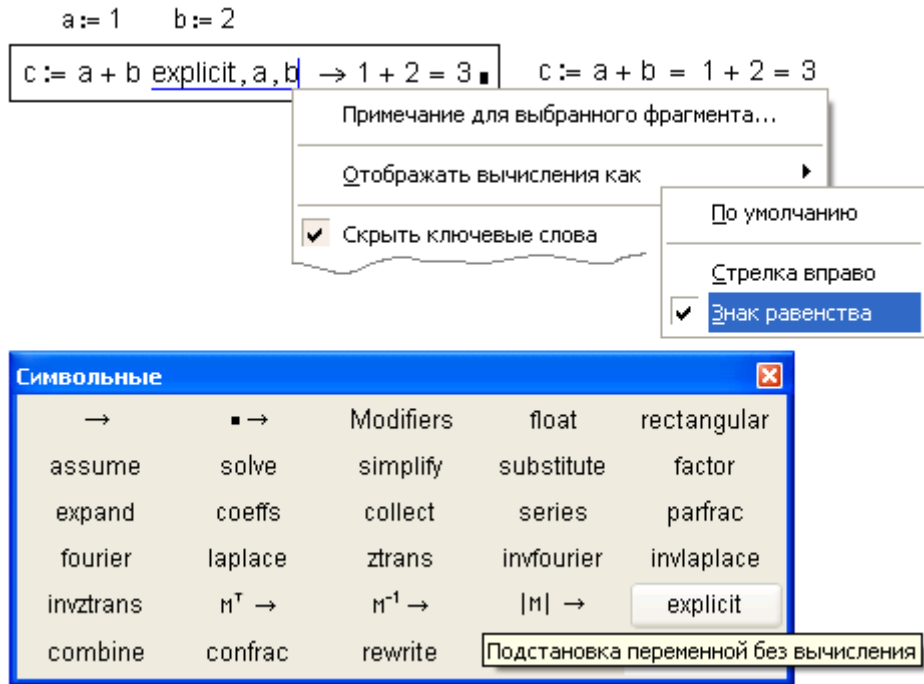 a := 1 b := 2
c := a + b explicit, a, b → 1 + 2 = 3 c := a + b = 1 + 2 = 3
Примечание для выбранного фрагмента...
Отображать вычисления как
По умолчанию
Скрыть ключевые слова
Стрелка вправо
Знак равенства
Символьные
→ ▪ → Modifiers float rectangular
assume solve simplify substitute factor
expand coeffs collect series parfrac
fourier laplace ztrans invfourier invlaplace
invztrans Mᵀ → M⁻¹ → |M| → explicit
combine confrac rewrite Подстановка переменной без вычисления